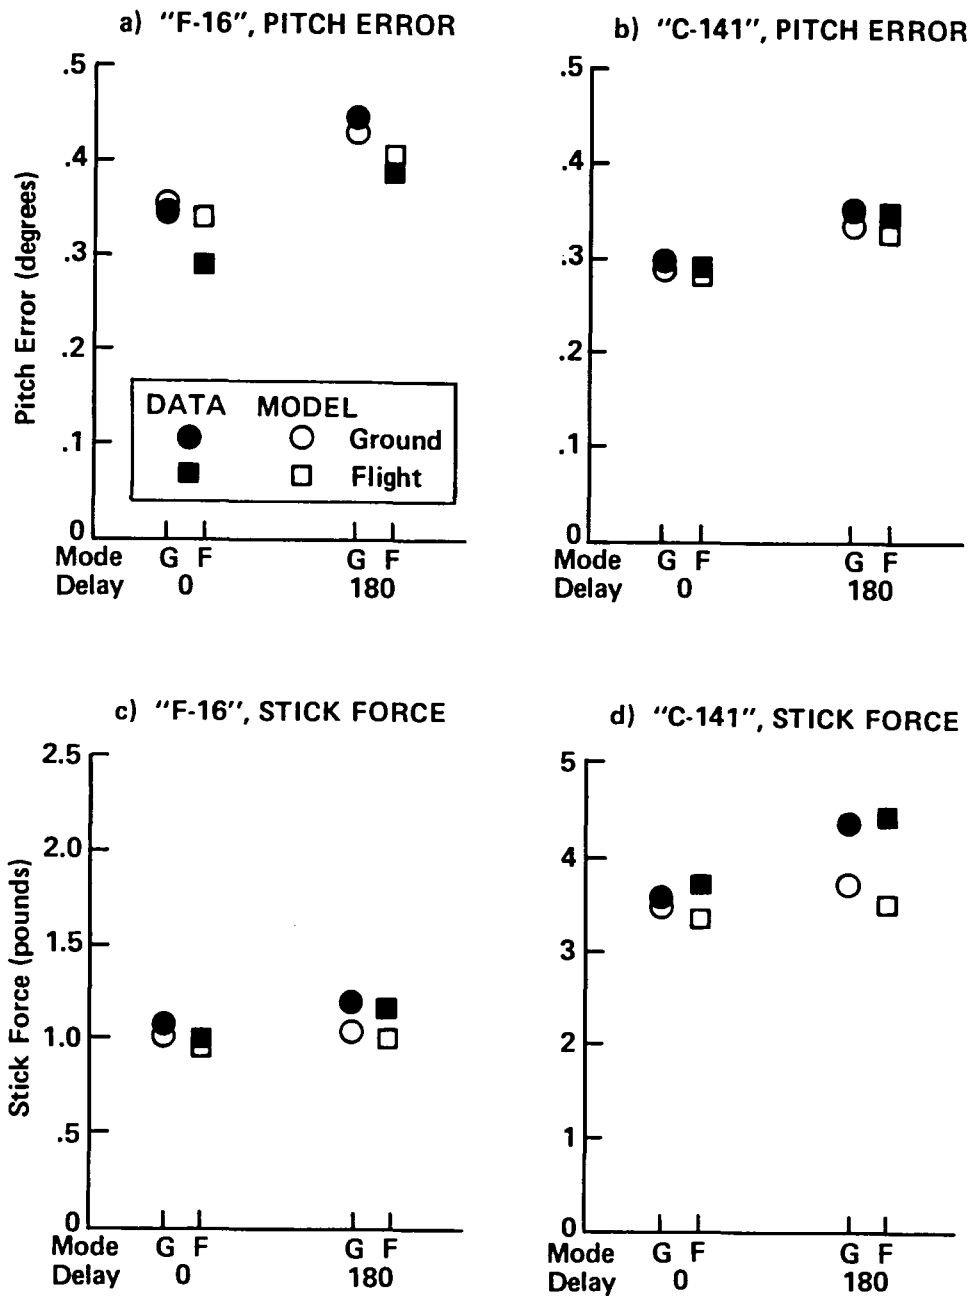 a) "F-16", PITCH ERROR
.5
.4
.3
.2
.1
0
Pitch Error (degrees)
DATA MODEL
Ground
Flight
Mode G F G F
Delay 0 180
b) "C-141", PITCH ERROR
.5
.4
.3
.2
.1
0
Mode G F G F
Delay 0 180
c) "F-16", STICK FORCE
2.5
2.0
1.5
1.0
.5
0
Stick Force (pounds)
Mode G F G F
Delay 0 180
d) "C-141", STICK FORCE
5
4
3
2
1
0
Mode G F G F
Delay 0 180